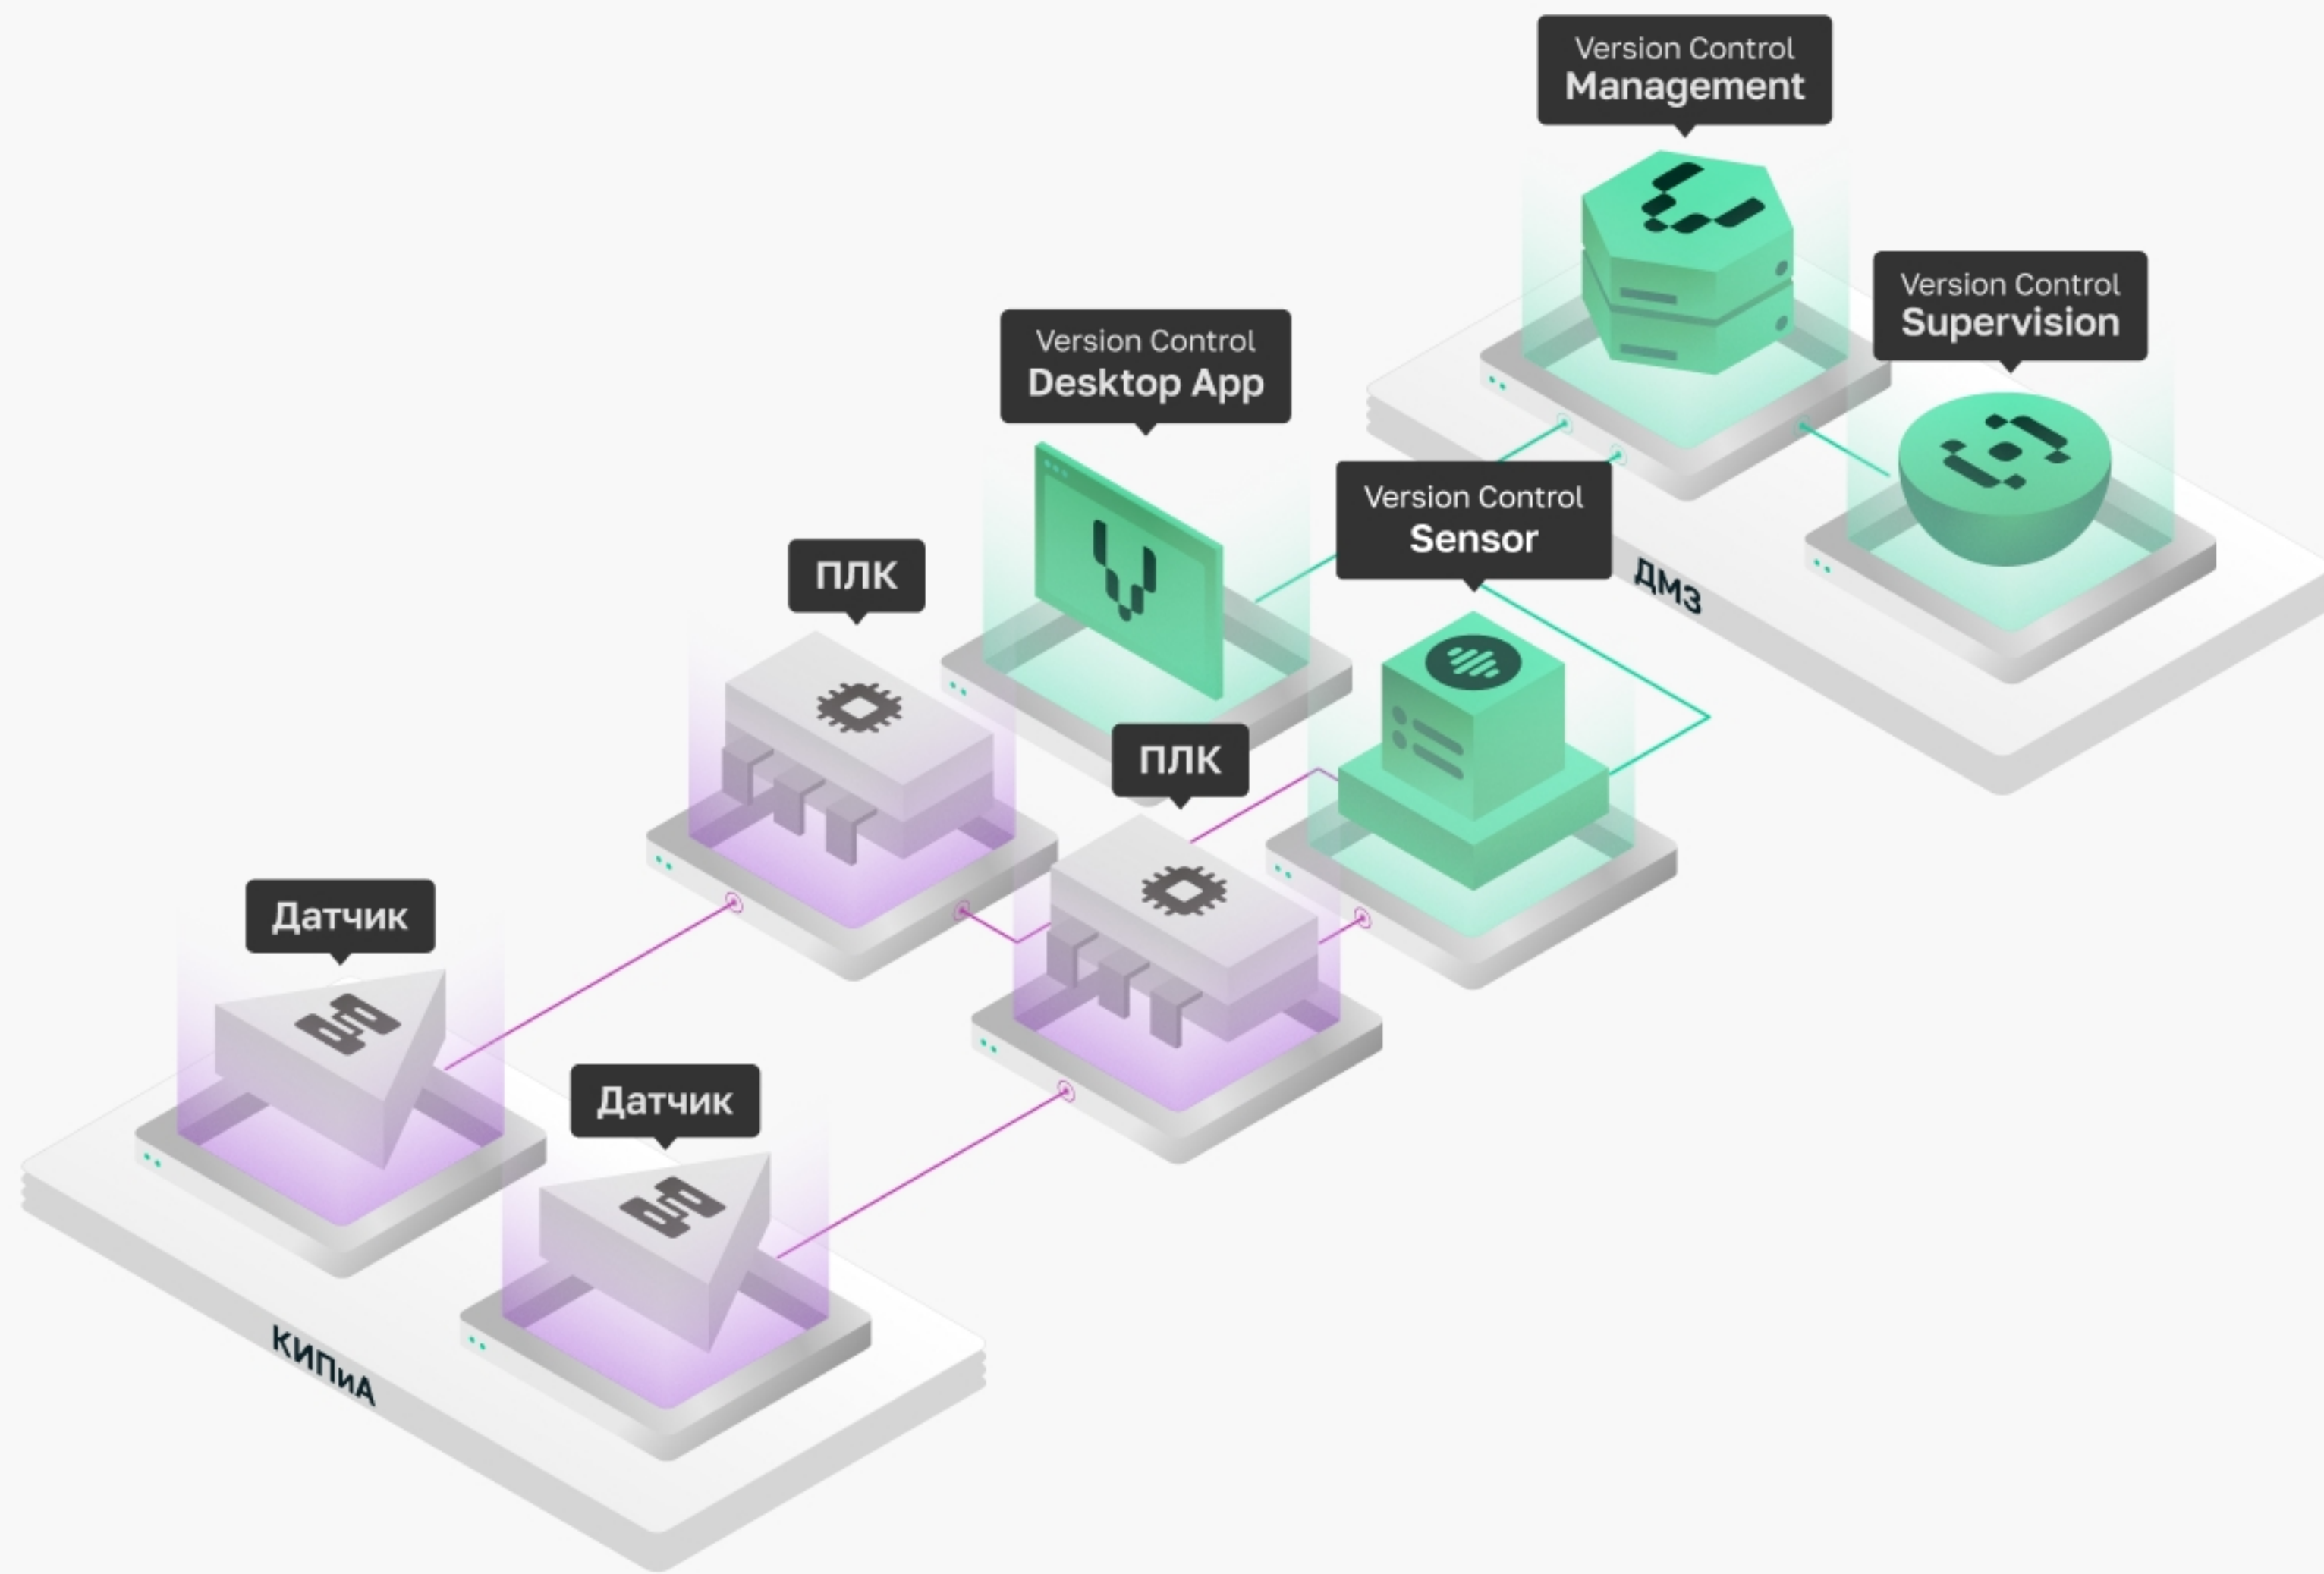 Version Control
Management
Version Control
Supervision
Version Control
Desktop App
Version Control
Sensor
ПЛК
ДМЗ
ПЛК
Датчик
Датчик
КИПиА